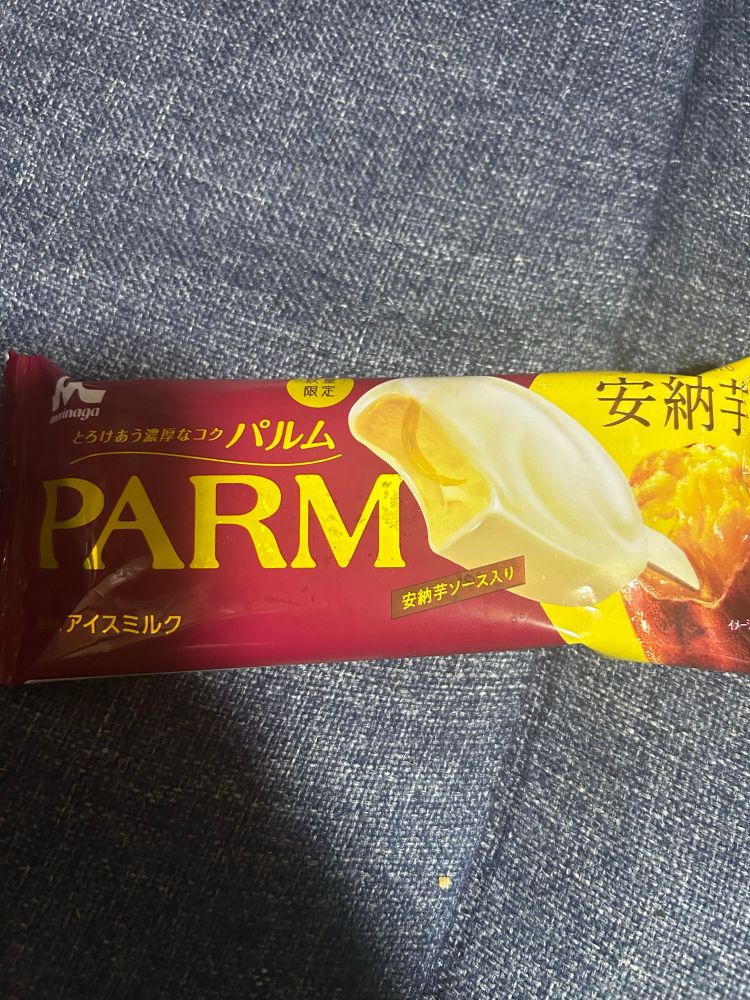 morinaga
限定
とろけあう濃厚なコク パルム
PARM
安納芋ソース入り
アイスミルク
安納芋